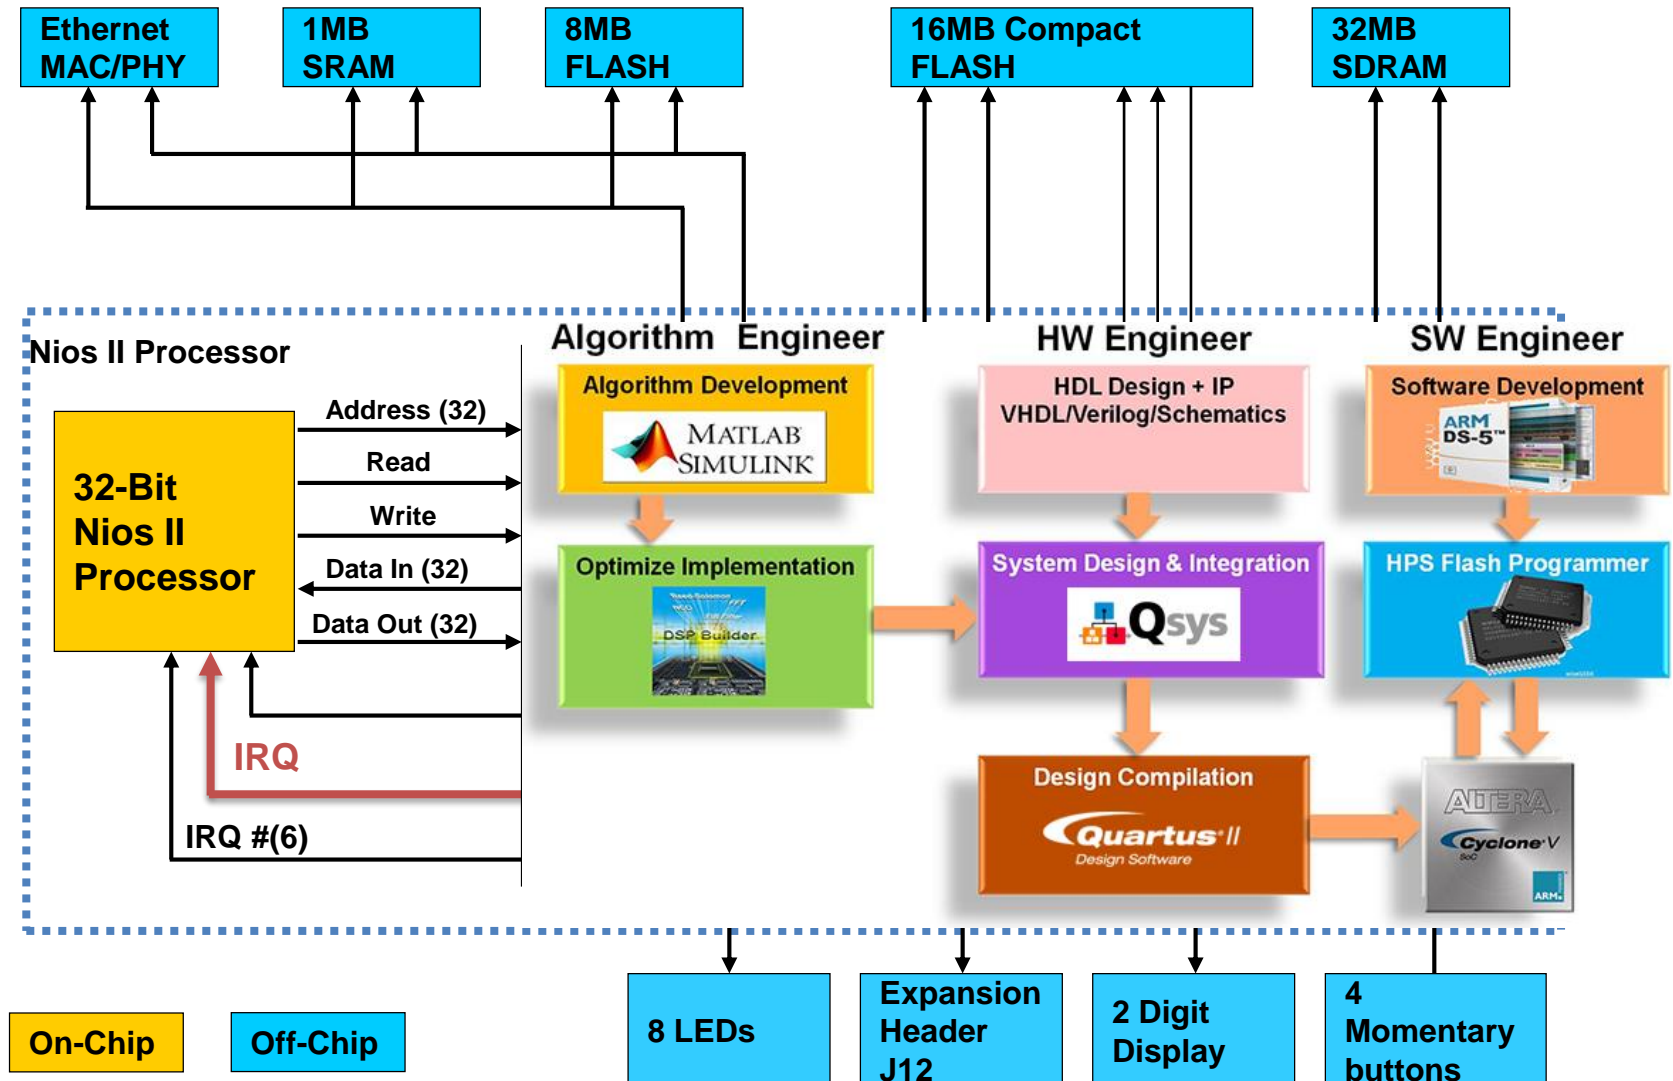 Ethernet
MAC/PHY
1MB
SRAM
8MB
FLASH
16MB Compact
FLASH
32MB
SDRAM
Nios II Processor
32-Bit
Nios II
Processor
Address (32)
Read
Write
Data In (32)
Data Out (32)
IRQ
IRQ #(6)
Algorithm Engineer
Algorithm Development
MATLAB
SIMULINK
Optimize Implementation
DSP Builder
HW Engineer
HDL Design + IP
VHDL/Verilog/Schematics
System Design & Integration
Qsys
Design Compilation
Quartus II
Design Software
SW Engineer
Software Development
ARM
DS-5™
HPS Flash Programmer
ALTERA
Cyclone V
SoC
ARM
8 LEDs
Expansion
Header
J12
2 Digit
Display
4
Momentary
buttons
On-Chip
Off-Chip